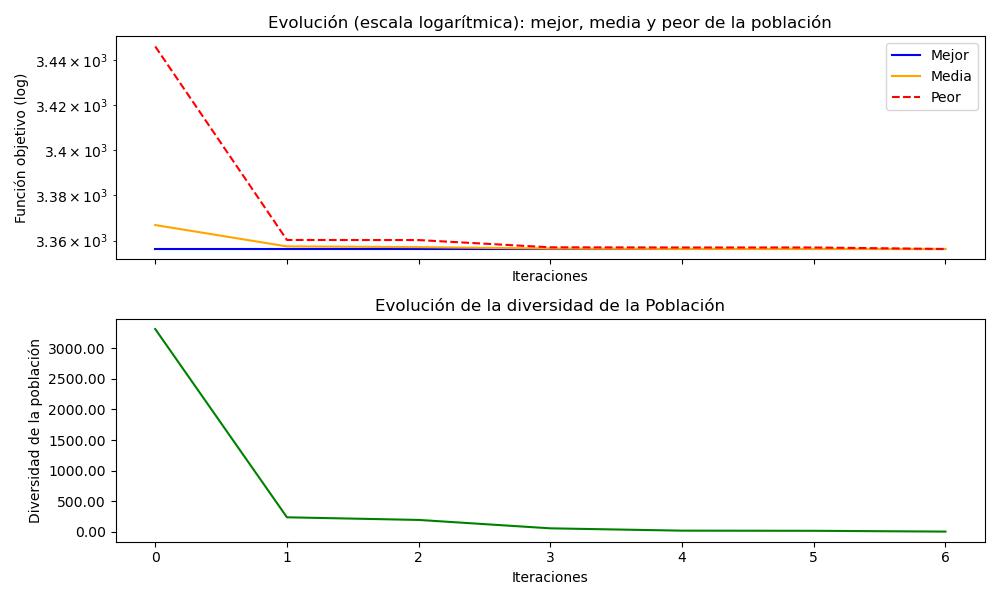 Evolución (escala logarítmica): mejor, media y peor de la población
Función objetivo (log)
3.44 × 10³
3.42 × 10³
3.4 × 10³
3.38 × 10³
3.36 × 10³
Mejor
Media
Peor
Iteraciones
Evolución de la diversidad de la Población
Diversidad de la población
3000.00
2500.00
2000.00
1500.00
1000.00
500.00
0.00
0 1 2 3 4 5 6
Iteraciones